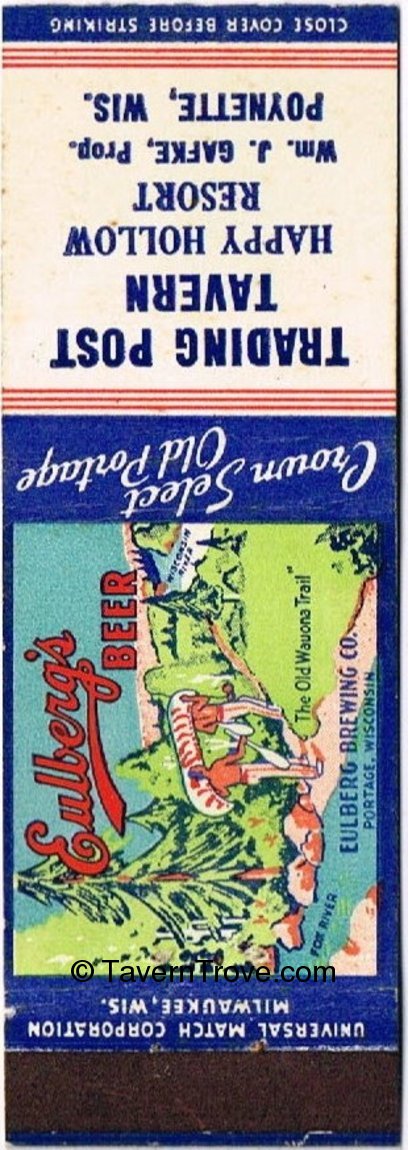 CLOSE COVER BEFORE STRIKING
TRADING POST
TAVERN
HAPPY HOLLOW
RESORT
Wm. J. GAFKE, Prop.
POYNETTE, WIS.
Crown Select
Old Portage
Eulberg's
BEER
WISCONSIN
RIVER
"The Old Wauona Trail"
FOX RIVER
EULBERG BREWING CO.
PORTAGE, WISCONSIN
© TavernTrove.com
UNIVERSAL MATCH CORPORATION
MILWAUKEE, WIS.